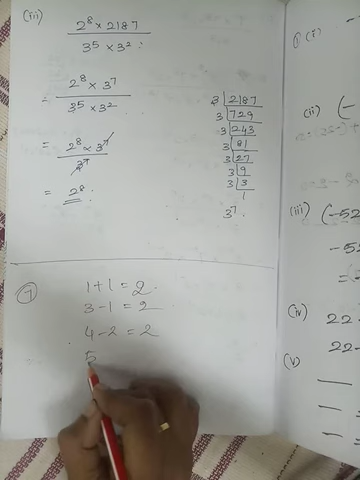 (iii) 2⁸ × 2187
3⁵ × 3² :
= 2⁸ × 3⁷
3⁵ × 3²
= 2⁸ × 3⁷
3⁷
= 2⁸ .
3 2187
3 729
3 243
3 81
3 27
3 9
3 3
1
3⁷.
7 1+1 = 2.
3-1 = 2
4-2 = 2
5
(i)
(ii) (-
(iii) (-52
-52
=
(iv) 22
22-
(v)